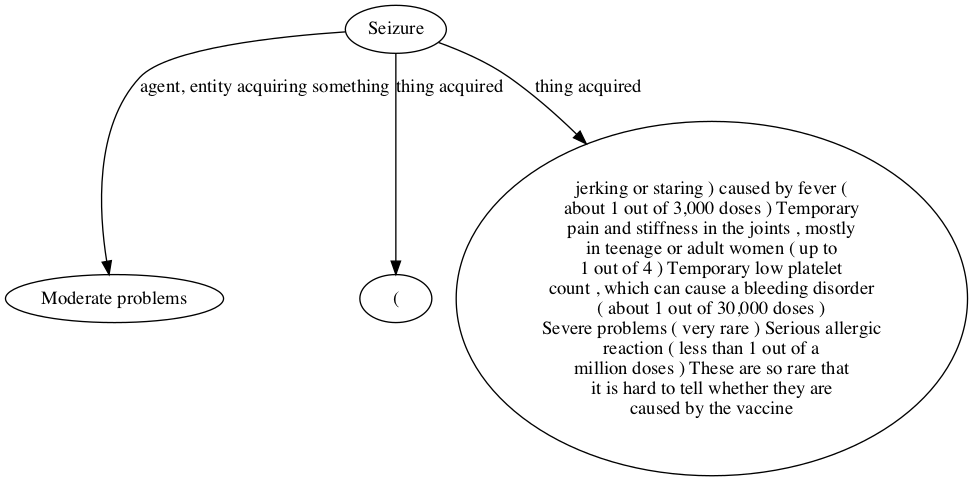 Seizure
agent, entity acquiring something
thing acquired
thing acquired
Moderate problems
(
jerking or staring ) caused by fever (
about 1 out of 3,000 doses ) Temporary
pain and stiffness in the joints , mostly
in teenage or adult women ( up to
1 out of 4 ) Temporary low platelet
count , which can cause a bleeding disorder
( about 1 out of 30,000 doses )
Severe problems ( very rare ) Serious allergic
reaction ( less than 1 out of a
million doses ) These are so rare that
it is hard to tell whether they are
caused by the vaccine